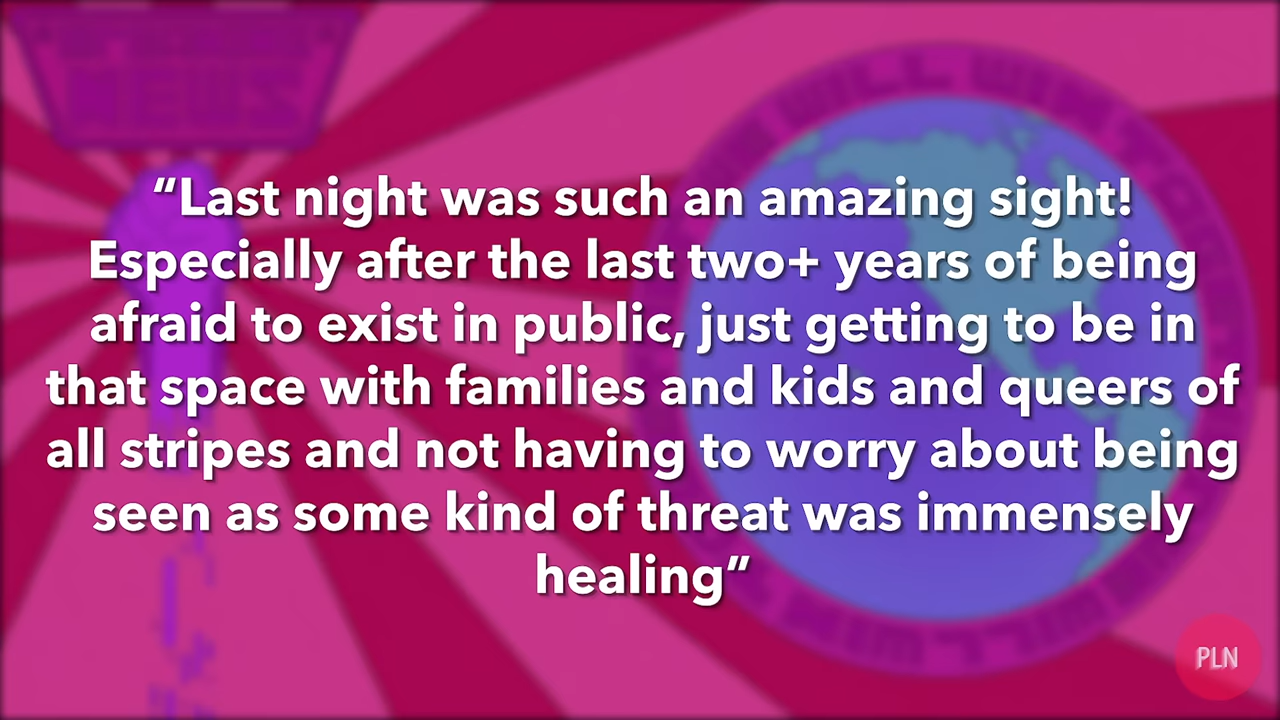 NEWS
“Last night was such an amazing sight!
Especially after the last two+ years of being
afraid to exist in public, just getting to be in
that space with families and kids and queers of
all stripes and not having to worry about being
seen as some kind of threat was immensely
healing”
PLN